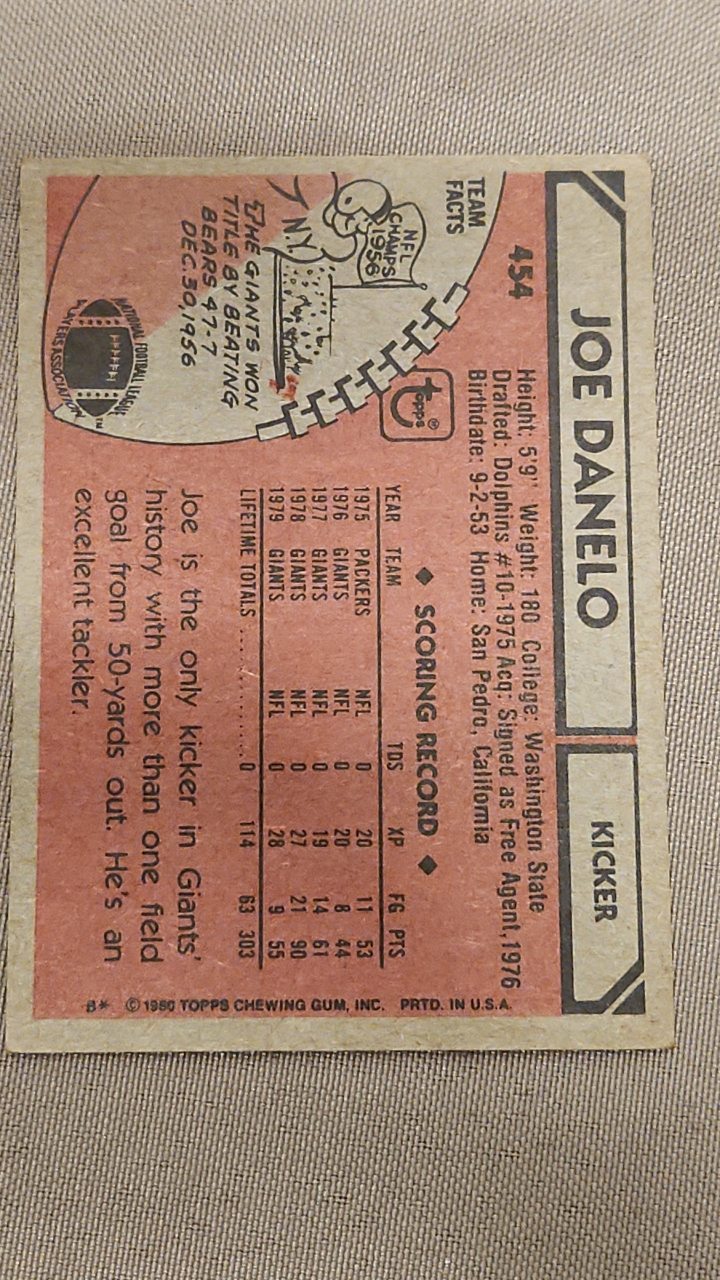 JOE DANELO
KICKER
454
Height: 5'9" Weight: 180 College: Washington State
Drafted: Dolphins #10-1975 Acq: Signed as Free Agent, 1976
Birthdate: 9-2-53 Home: San Pedro, California
TEAM
FACTS
NFL
CHAMPS
1956
N.Y.
THE GIANTS WON
TITLE BY BEATING
BEARS 47-7
DEC. 30, 1956
NATIONAL FOOTBALL LEAGUE
PLAYERS ASSOCIATION™
topps®
◆ SCORING RECORD ◆
YEAR TEAM TDS XP FG PTS
1975 PACKERS NFL 0 20 11 53
1976 GIANTS NFL 0 20 8 44
1977 GIANTS NFL 0 19 14 61
1978 GIANTS NFL 0 27 21 90
1979 GIANTS NFL 0 28 9 55
LIFETIME TOTALS .............. 0 114 63 303
Joe is the only kicker in Giants'
history with more than one field
goal from 50-yards out. He's an
excellent tackler.
B* © 1980 TOPPS CHEWING GUM, INC. PRTD. IN U.S.A.